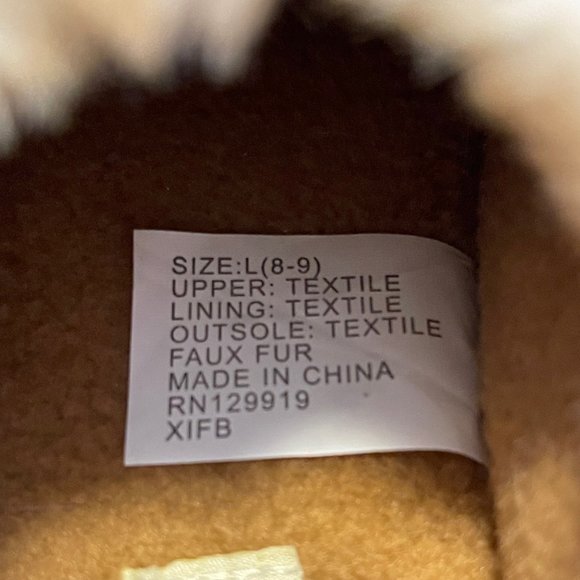 SIZE:L(8-9)
UPPER: TEXTILE
LINING: TEXTILE
OUTSOLE: TEXTILE
FAUX FUR
MADE IN CHINA
RN129919
XIFB